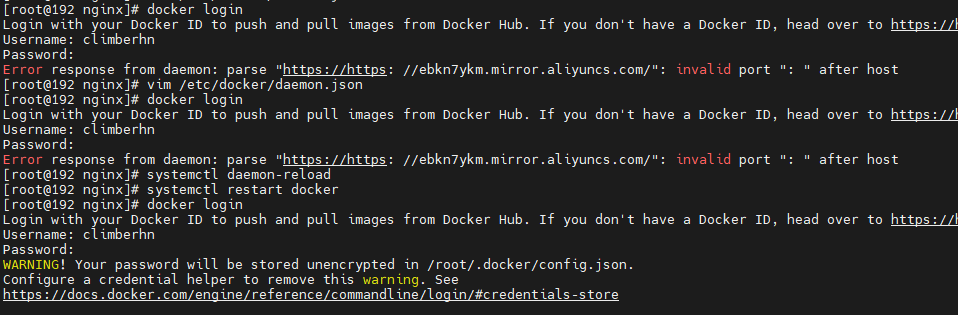 [root@192 nginx]# docker login
Login with your Docker ID to push and pull images from Docker Hub. If you don't have a Docker ID, head over to https://h
Username: climberhn
Password:
Error response from daemon: parse "https://https: //ebkn7ykm.mirror.aliyuncs.com/": invalid port ": " after host
[root@192 nginx]# vim /etc/docker/daemon.json
[root@192 nginx]# docker login
Login with your Docker ID to push and pull images from Docker Hub. If you don't have a Docker ID, head over to https://h
Username: climberhn
Password:
Error response from daemon: parse "https://https: //ebkn7ykm.mirror.aliyuncs.com/": invalid port ": " after host
[root@192 nginx]# systemctl daemon-reload
[root@192 nginx]# systemctl restart docker
[root@192 nginx]# docker login
Login with your Docker ID to push and pull images from Docker Hub. If you don't have a Docker ID, head over to https://h
Username: climberhn
Password:
WARNING! Your password will be stored unencrypted in /root/.docker/config.json.
Configure a credential helper to remove this warning. See
https://docs.docker.com/engine/reference/commandline/login/#credentials-store